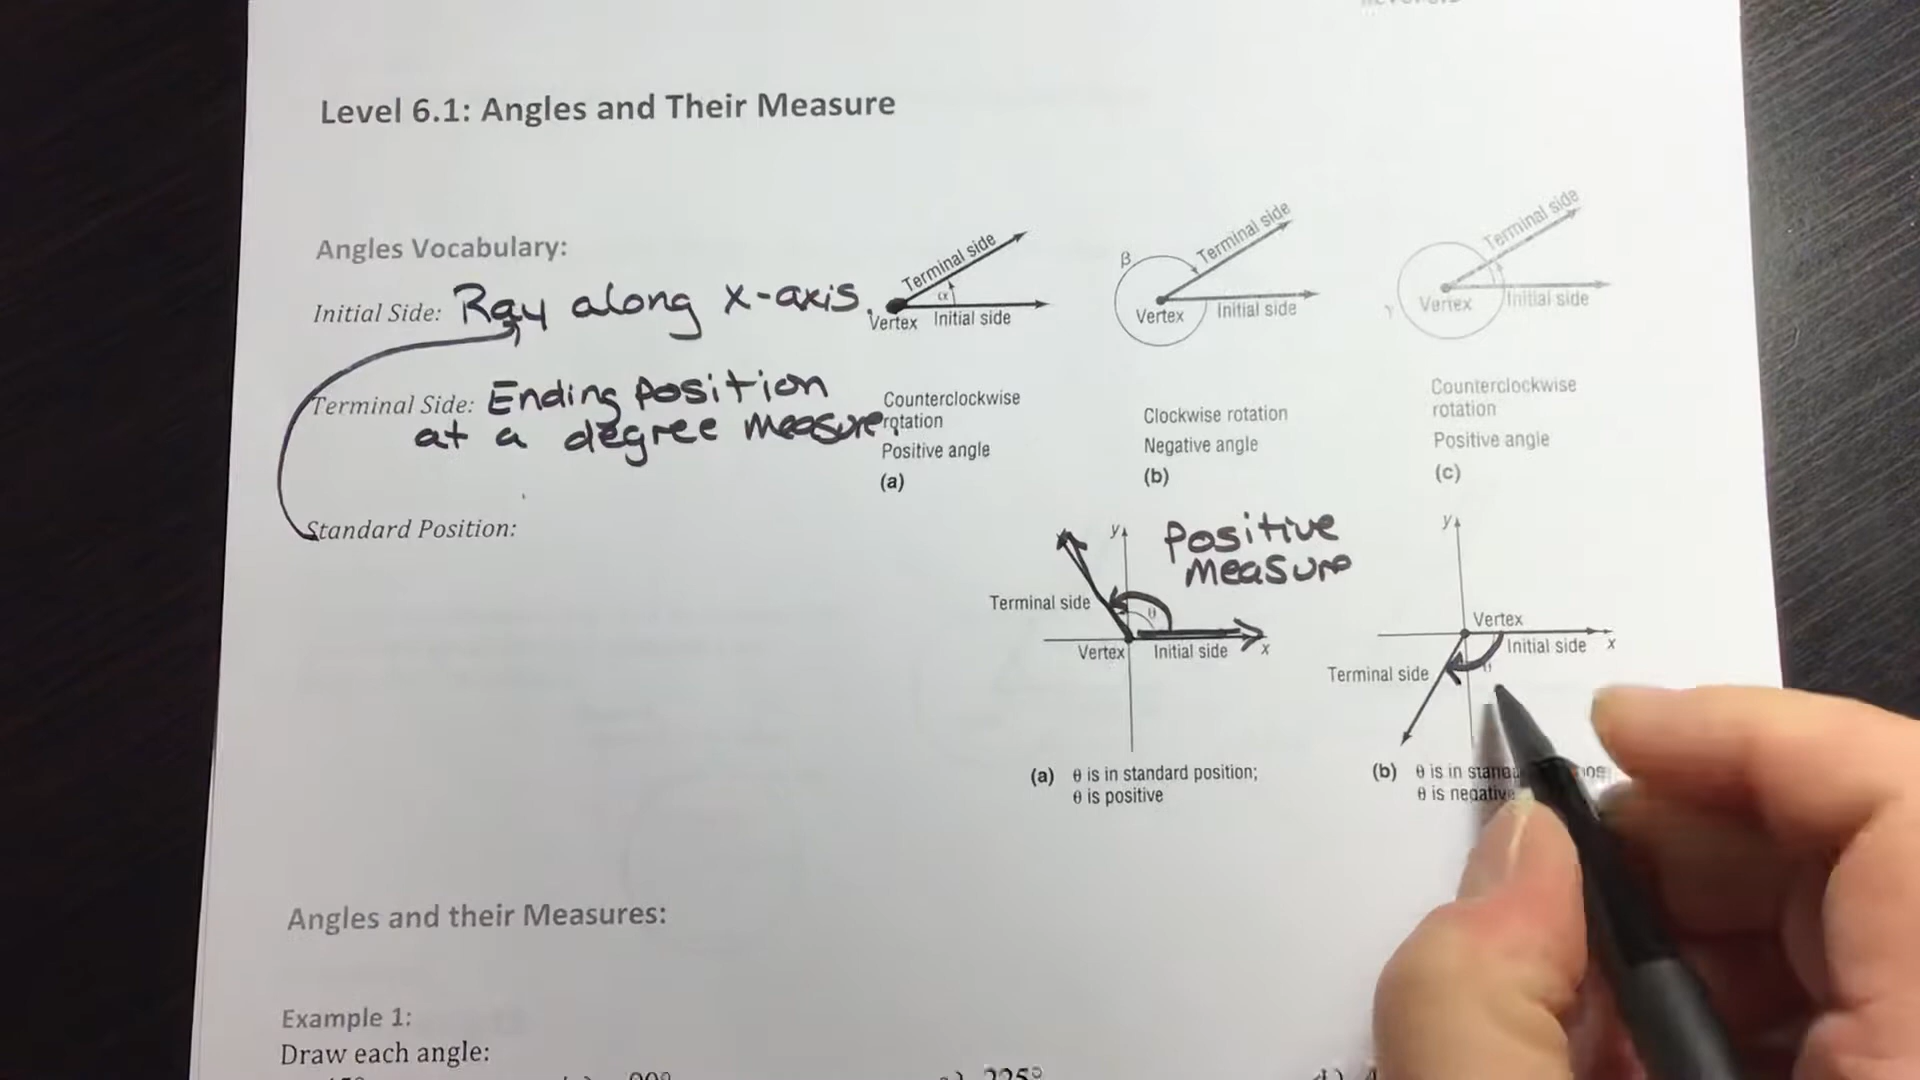 Level 6.1: Angles and Their Measure
Angles Vocabulary:
Initial Side: Ray along x-axis.
Terminal Side: Ending position
at a degree measure.
Standard Position:
Terminal side
α
Vertex Initial side
Counterclockwise
rotation
Positive angle
(a)
β
Terminal side
Vertex Initial side
Clockwise rotation
Negative angle
(b)
Terminal side
γ Vertex Initial side
Counterclockwise
rotation
Positive angle
(c)
y Positive
measure
Terminal side θ
Vertex Initial side x
(a) θ is in standard position;
θ is positive
y
Vertex
Initial side x
Terminal side
(b) θ is in
θ is negative
Angles and their Measures:
Example 1:
Draw each angle:
225°